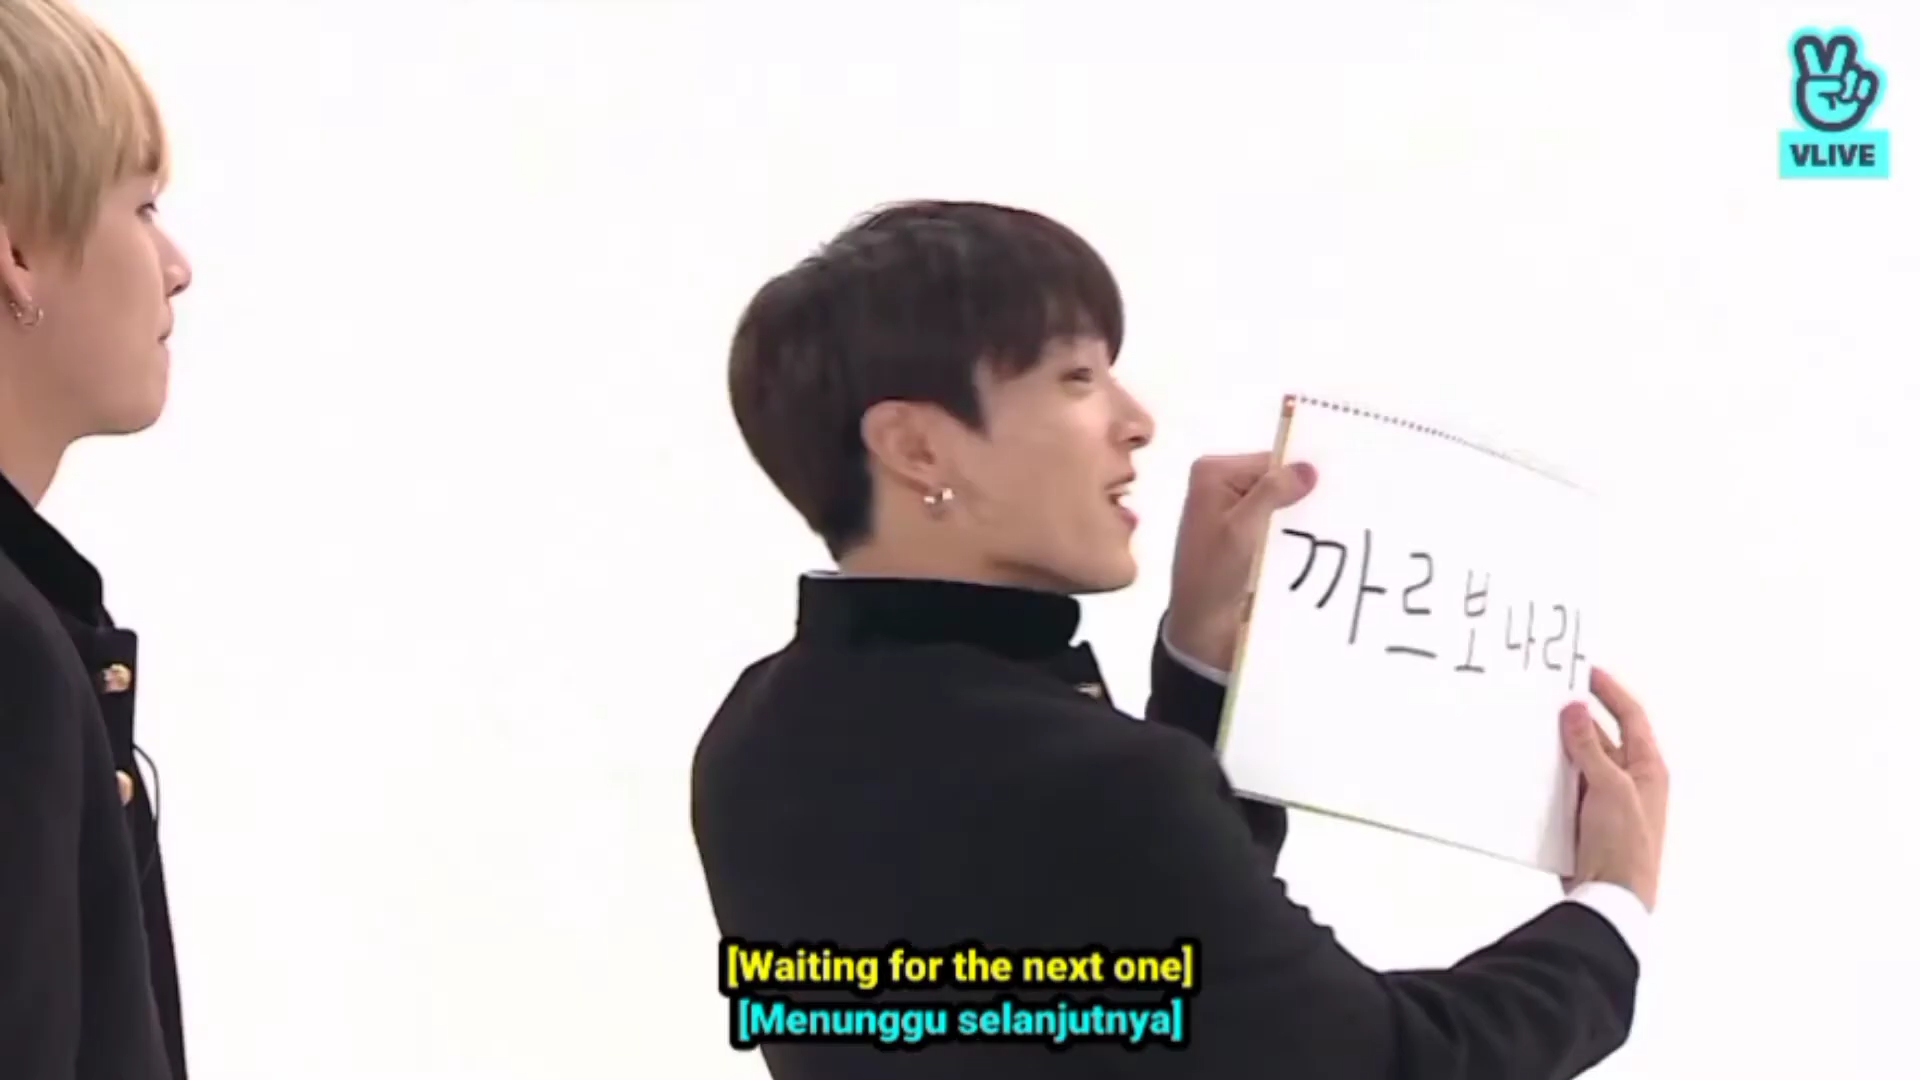 VLIVE
까르보나라
[Waiting for the next one]
[Menunggu selanjutnya]